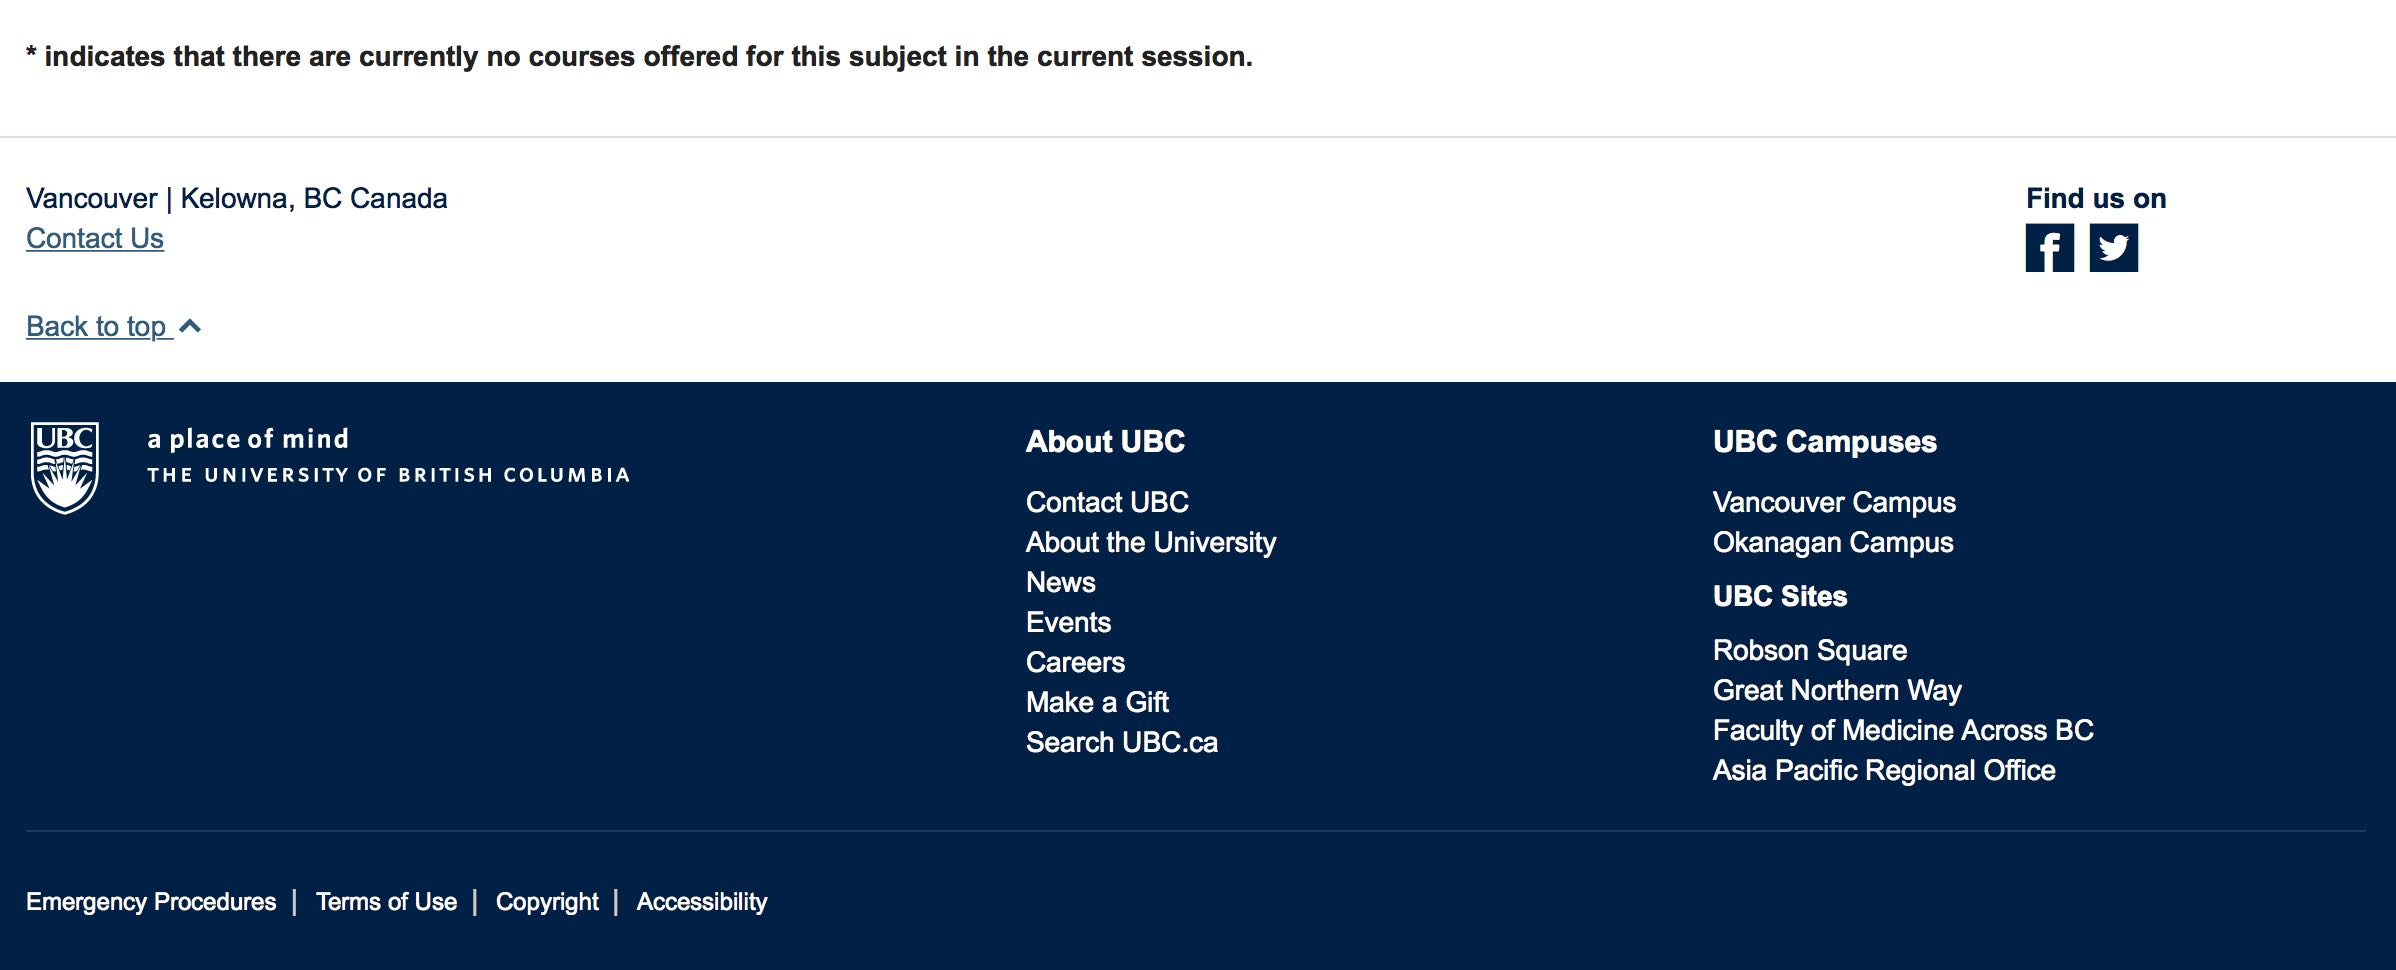 * indicates that there are currently no courses offered for this subject in the current session.
Vancouver | Kelowna, BC Canada
Contact Us
Back to top
Find us on
UBC
a place of mind
THE UNIVERSITY OF BRITISH COLUMBIA
About UBC
Contact UBC
About the University
News
Events
Careers
Make a Gift
Search UBC.ca
UBC Campuses
Vancouver Campus
Okanagan Campus
UBC Sites
Robson Square
Great Northern Way
Faculty of Medicine Across BC
Asia Pacific Regional Office
Emergency Procedures | Terms of Use | Copyright | Accessibility